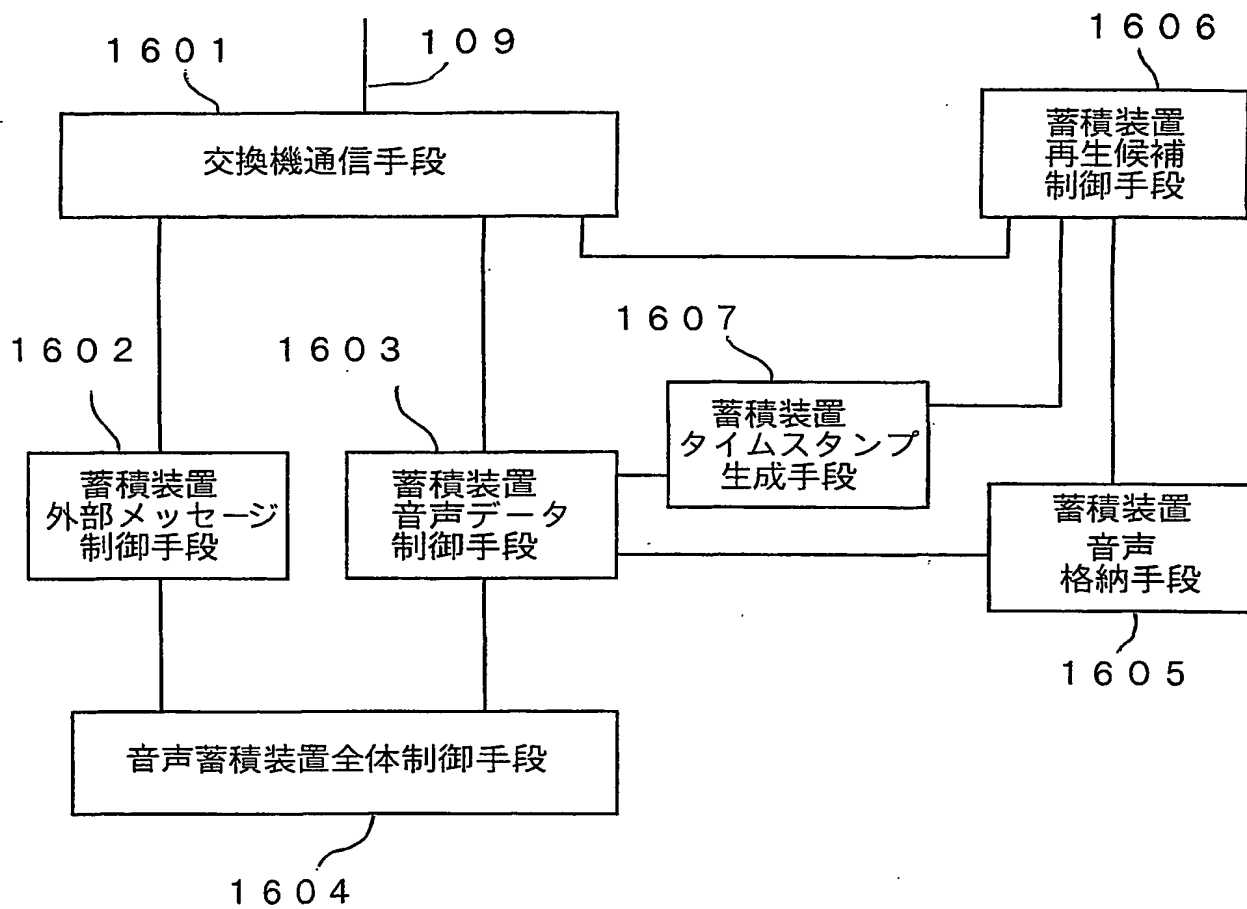 1601
109
1606
交換機通信手段
蓄積装置
再生候補
制御手段
1607
1602
1603
蓄積装置
タイムスタンプ
生成手段
蓄積装置
外部メッセージ
制御手段
蓄積装置
音声データ
制御手段
蓄積装置
音声
格納手段
1605
音声蓄積装置全体制御手段
1604